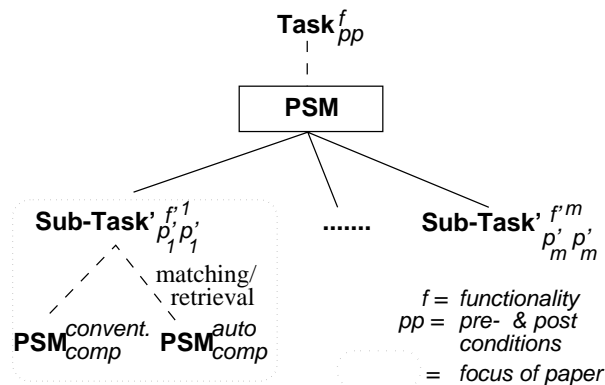 Task f pp
PSM
Sub-Task' f' 1 p' 1 p' 1 ....... Sub-Task' f' m p' m p' m
matching/
retrieval
PSM convent. comp PSM auto comp
f = functionality
pp = pre- & post
conditions
= focus of paper